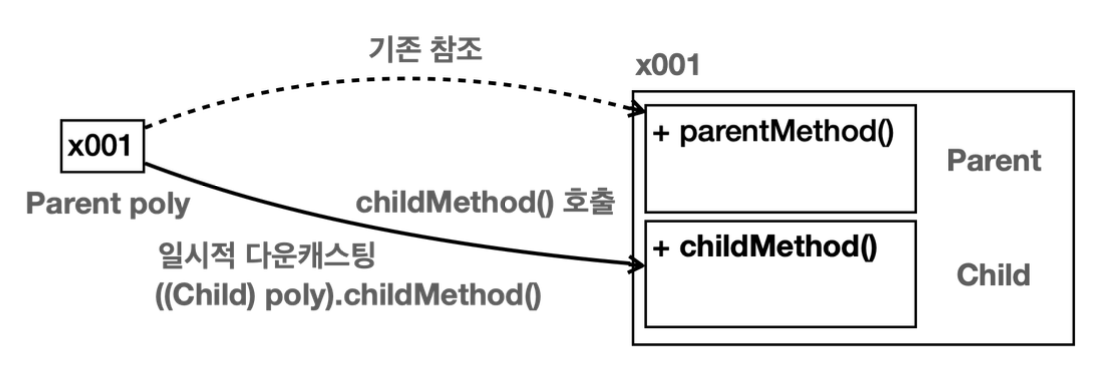 기존 참조
x001
+ parentMethod()
Parent
x001
Parent poly
childMethod() 호출
+ childMethod()
Child
일시적 다운캐스팅
((Child) poly).childMethod()